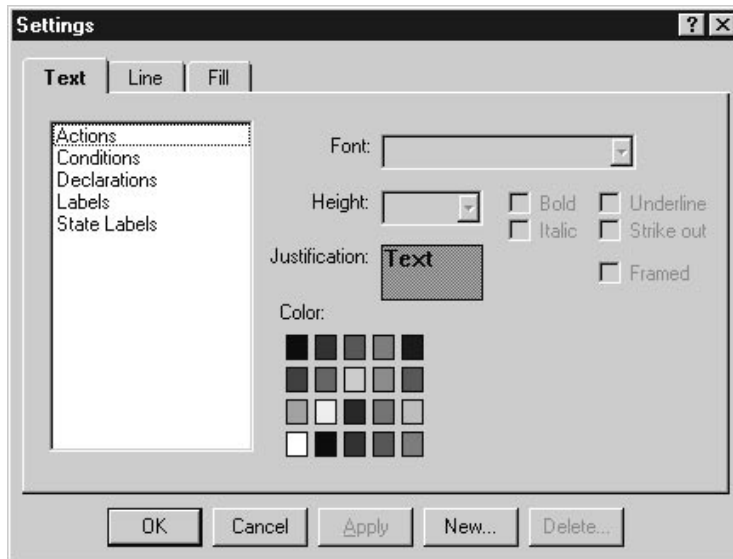 Settings
Text Line Fill
Actions
Conditions
Declarations
Labels
State Labels
Font:
Height:
Bold
Underline
Italic
Strike out
Justification:
Text
Framed
Color:
OK
Cancel
Apply
New...
Delete...